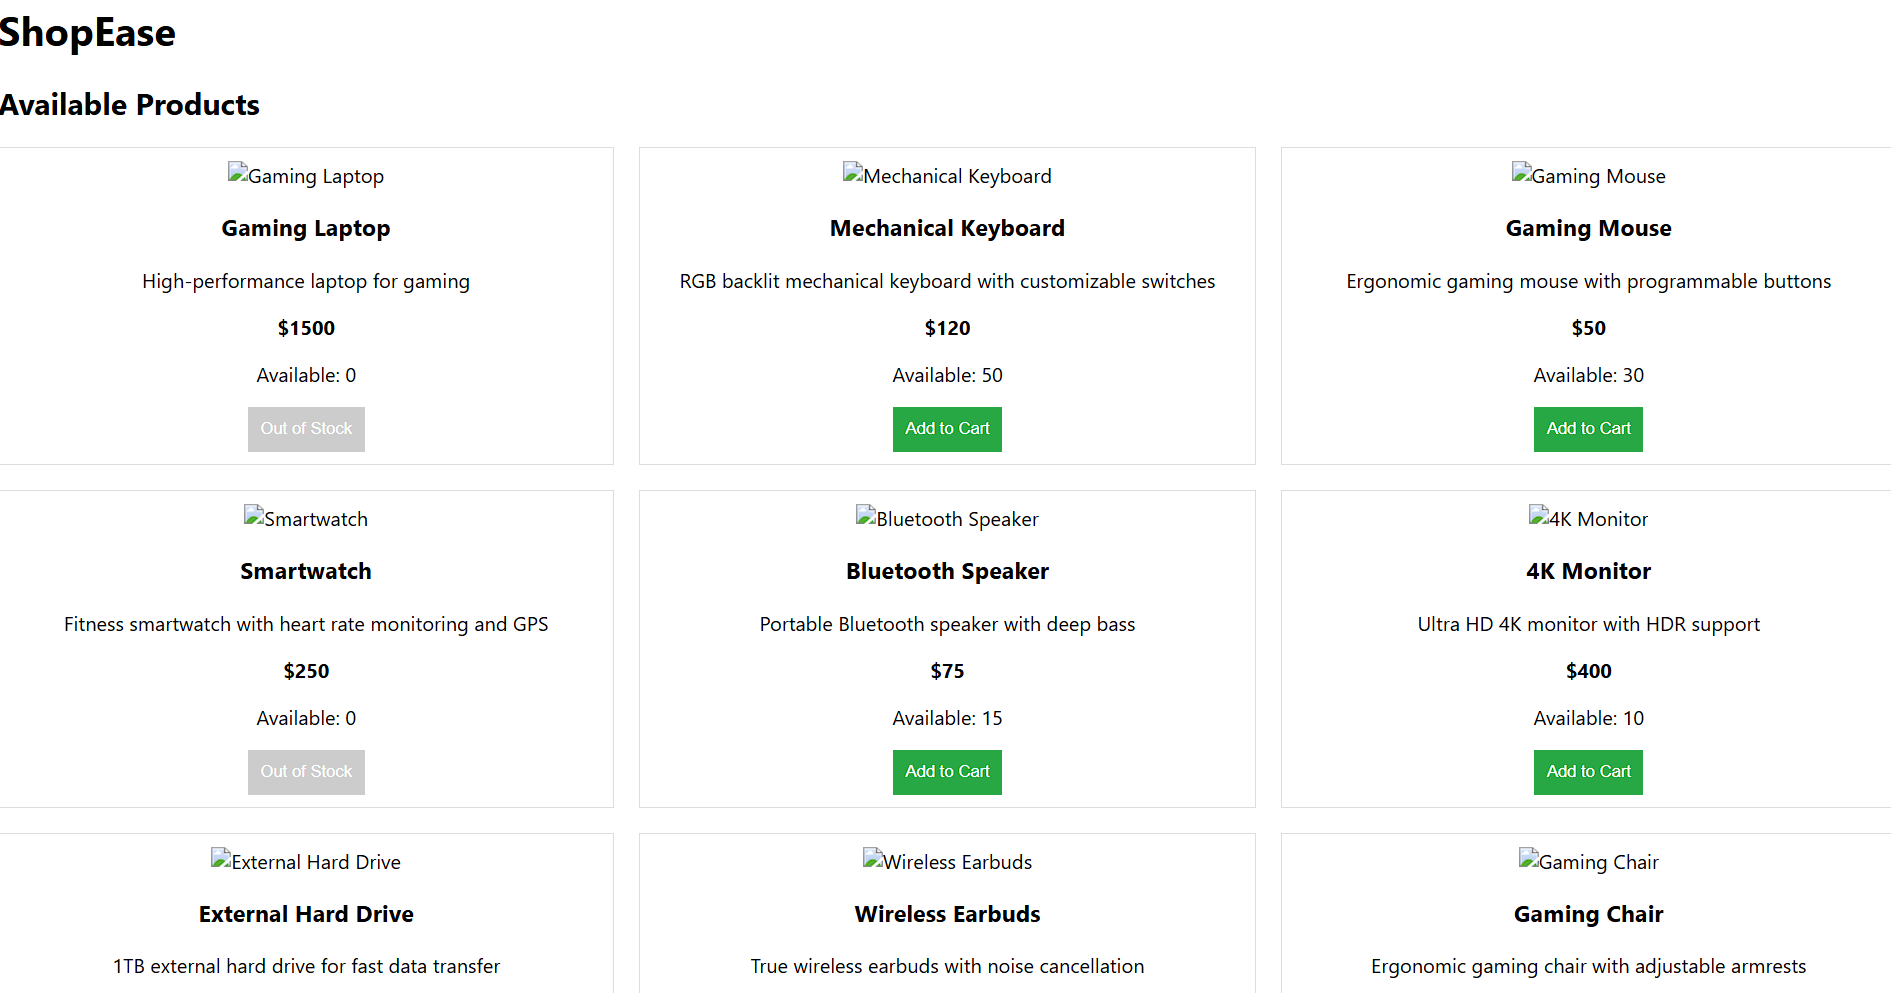 ShopEase
Available Products
Gaming Laptop
Gaming Laptop
High-performance laptop for gaming
$1500
Available: 0
Out of Stock
Mechanical Keyboard
Mechanical Keyboard
RGB backlit mechanical keyboard with customizable switches
$120
Available: 50
Add to Cart
Gaming Mouse
Gaming Mouse
Ergonomic gaming mouse with programmable buttons
$50
Available: 30
Add to Cart
Smartwatch
Smartwatch
Fitness smartwatch with heart rate monitoring and GPS
$250
Available: 0
Out of Stock
Bluetooth Speaker
Bluetooth Speaker
Portable Bluetooth speaker with deep bass
$75
Available: 15
Add to Cart
4K Monitor
4K Monitor
Ultra HD 4K monitor with HDR support
$400
Available: 10
Add to Cart
External Hard Drive
External Hard Drive
1TB external hard drive for fast data transfer
Wireless Earbuds
Wireless Earbuds
True wireless earbuds with noise cancellation
Gaming Chair
Gaming Chair
Ergonomic gaming chair with adjustable armrests